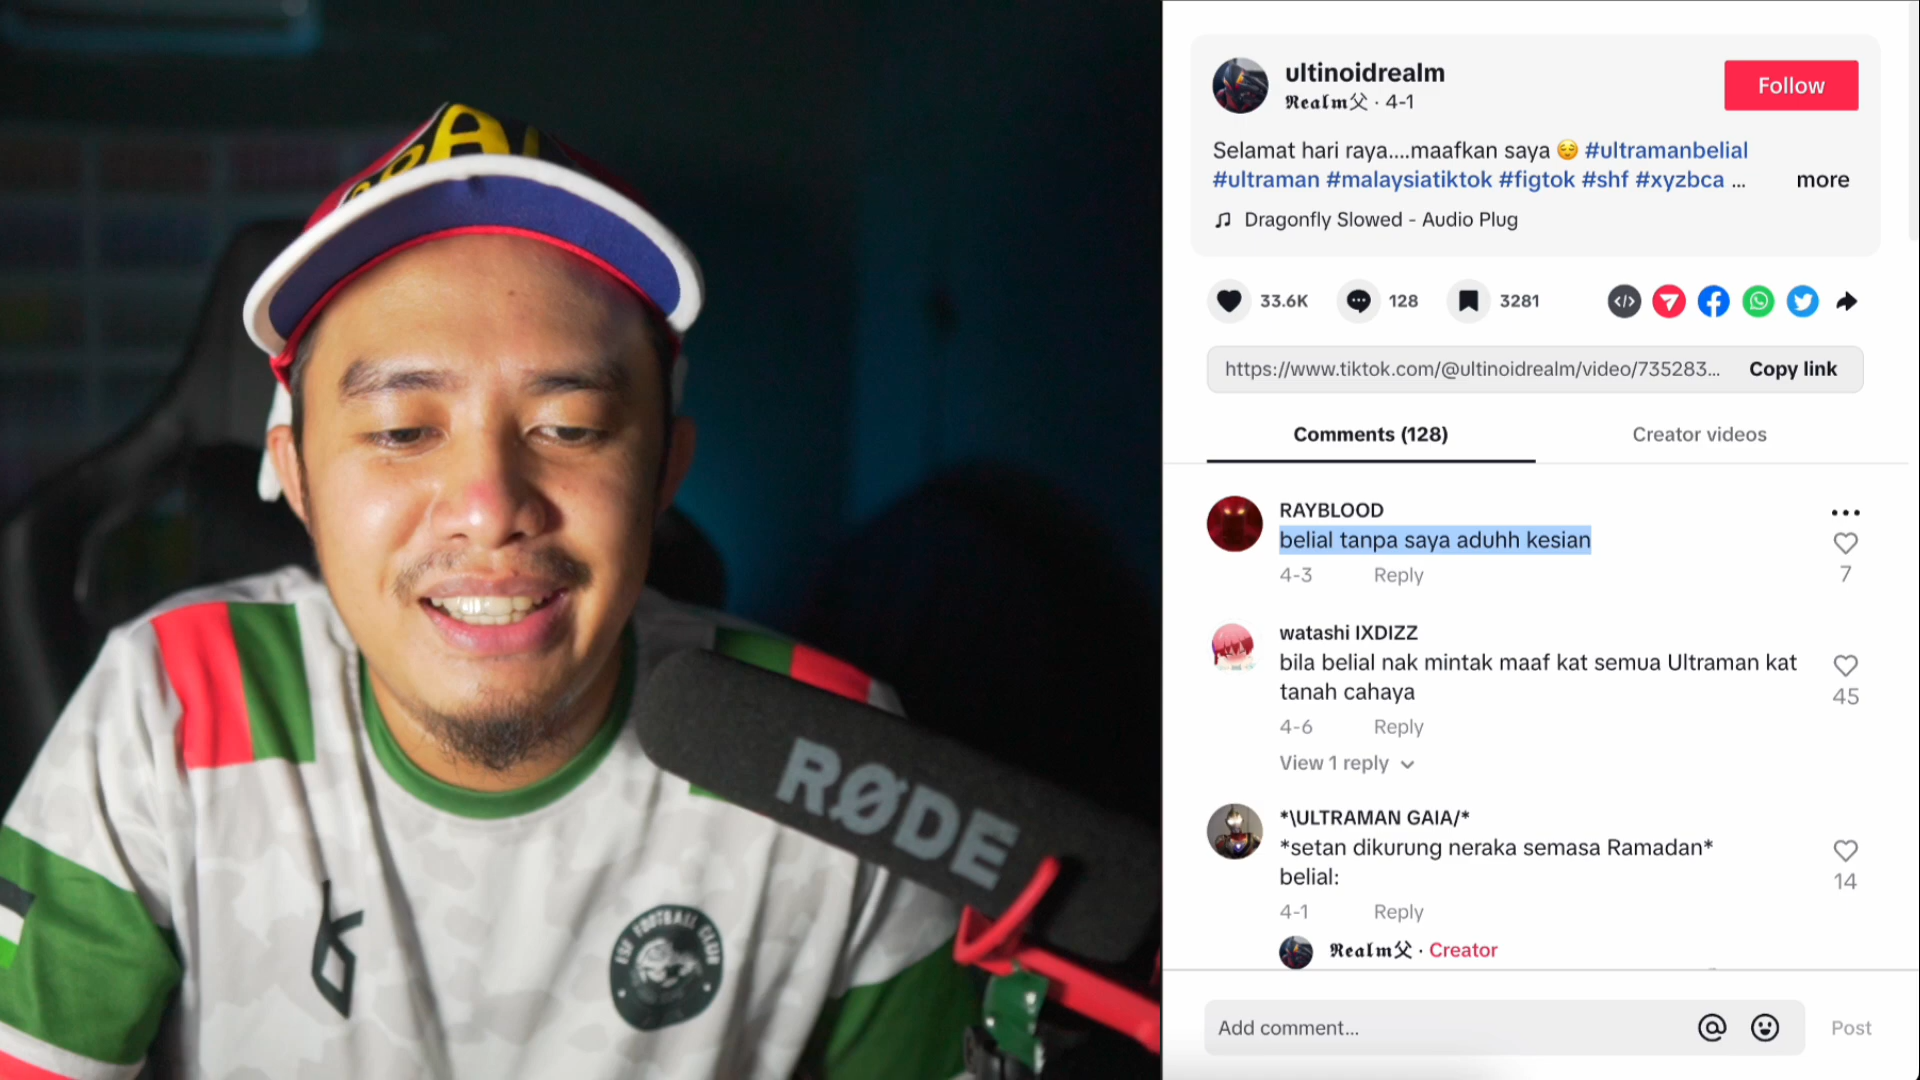 RØDE
ESF FOOTBALL CLUB
ultinoidrealm
𝕽𝖊𝖆𝖑𝖒父 · 4-1
Follow
Selamat hari raya....maafkan saya 😌 #ultramanbelial
#ultraman #malaysiatiktok #figtok #shf #xyzbca ... more
Dragonfly Slowed - Audio Plug
33.6K 128 3281
https://www.tiktok.com/@ultinoidrealm/video/735283... Copy link
Comments (128) Creator videos
RAYBLOOD
belial tanpa saya aduhh kesian
4-3 Reply 7
watashi IXDIZZ
bila belial nak mintak maaf kat semua Ultraman kat
tanah cahaya
45
4-6 Reply
View 1 reply
*\ULTRAMAN GAIA/*
*setan dikurung neraka semasa Ramadan*
belial:
14
4-1 Reply
𝕽𝖊𝖆𝖑𝖒父 · Creator
Add comment... Post